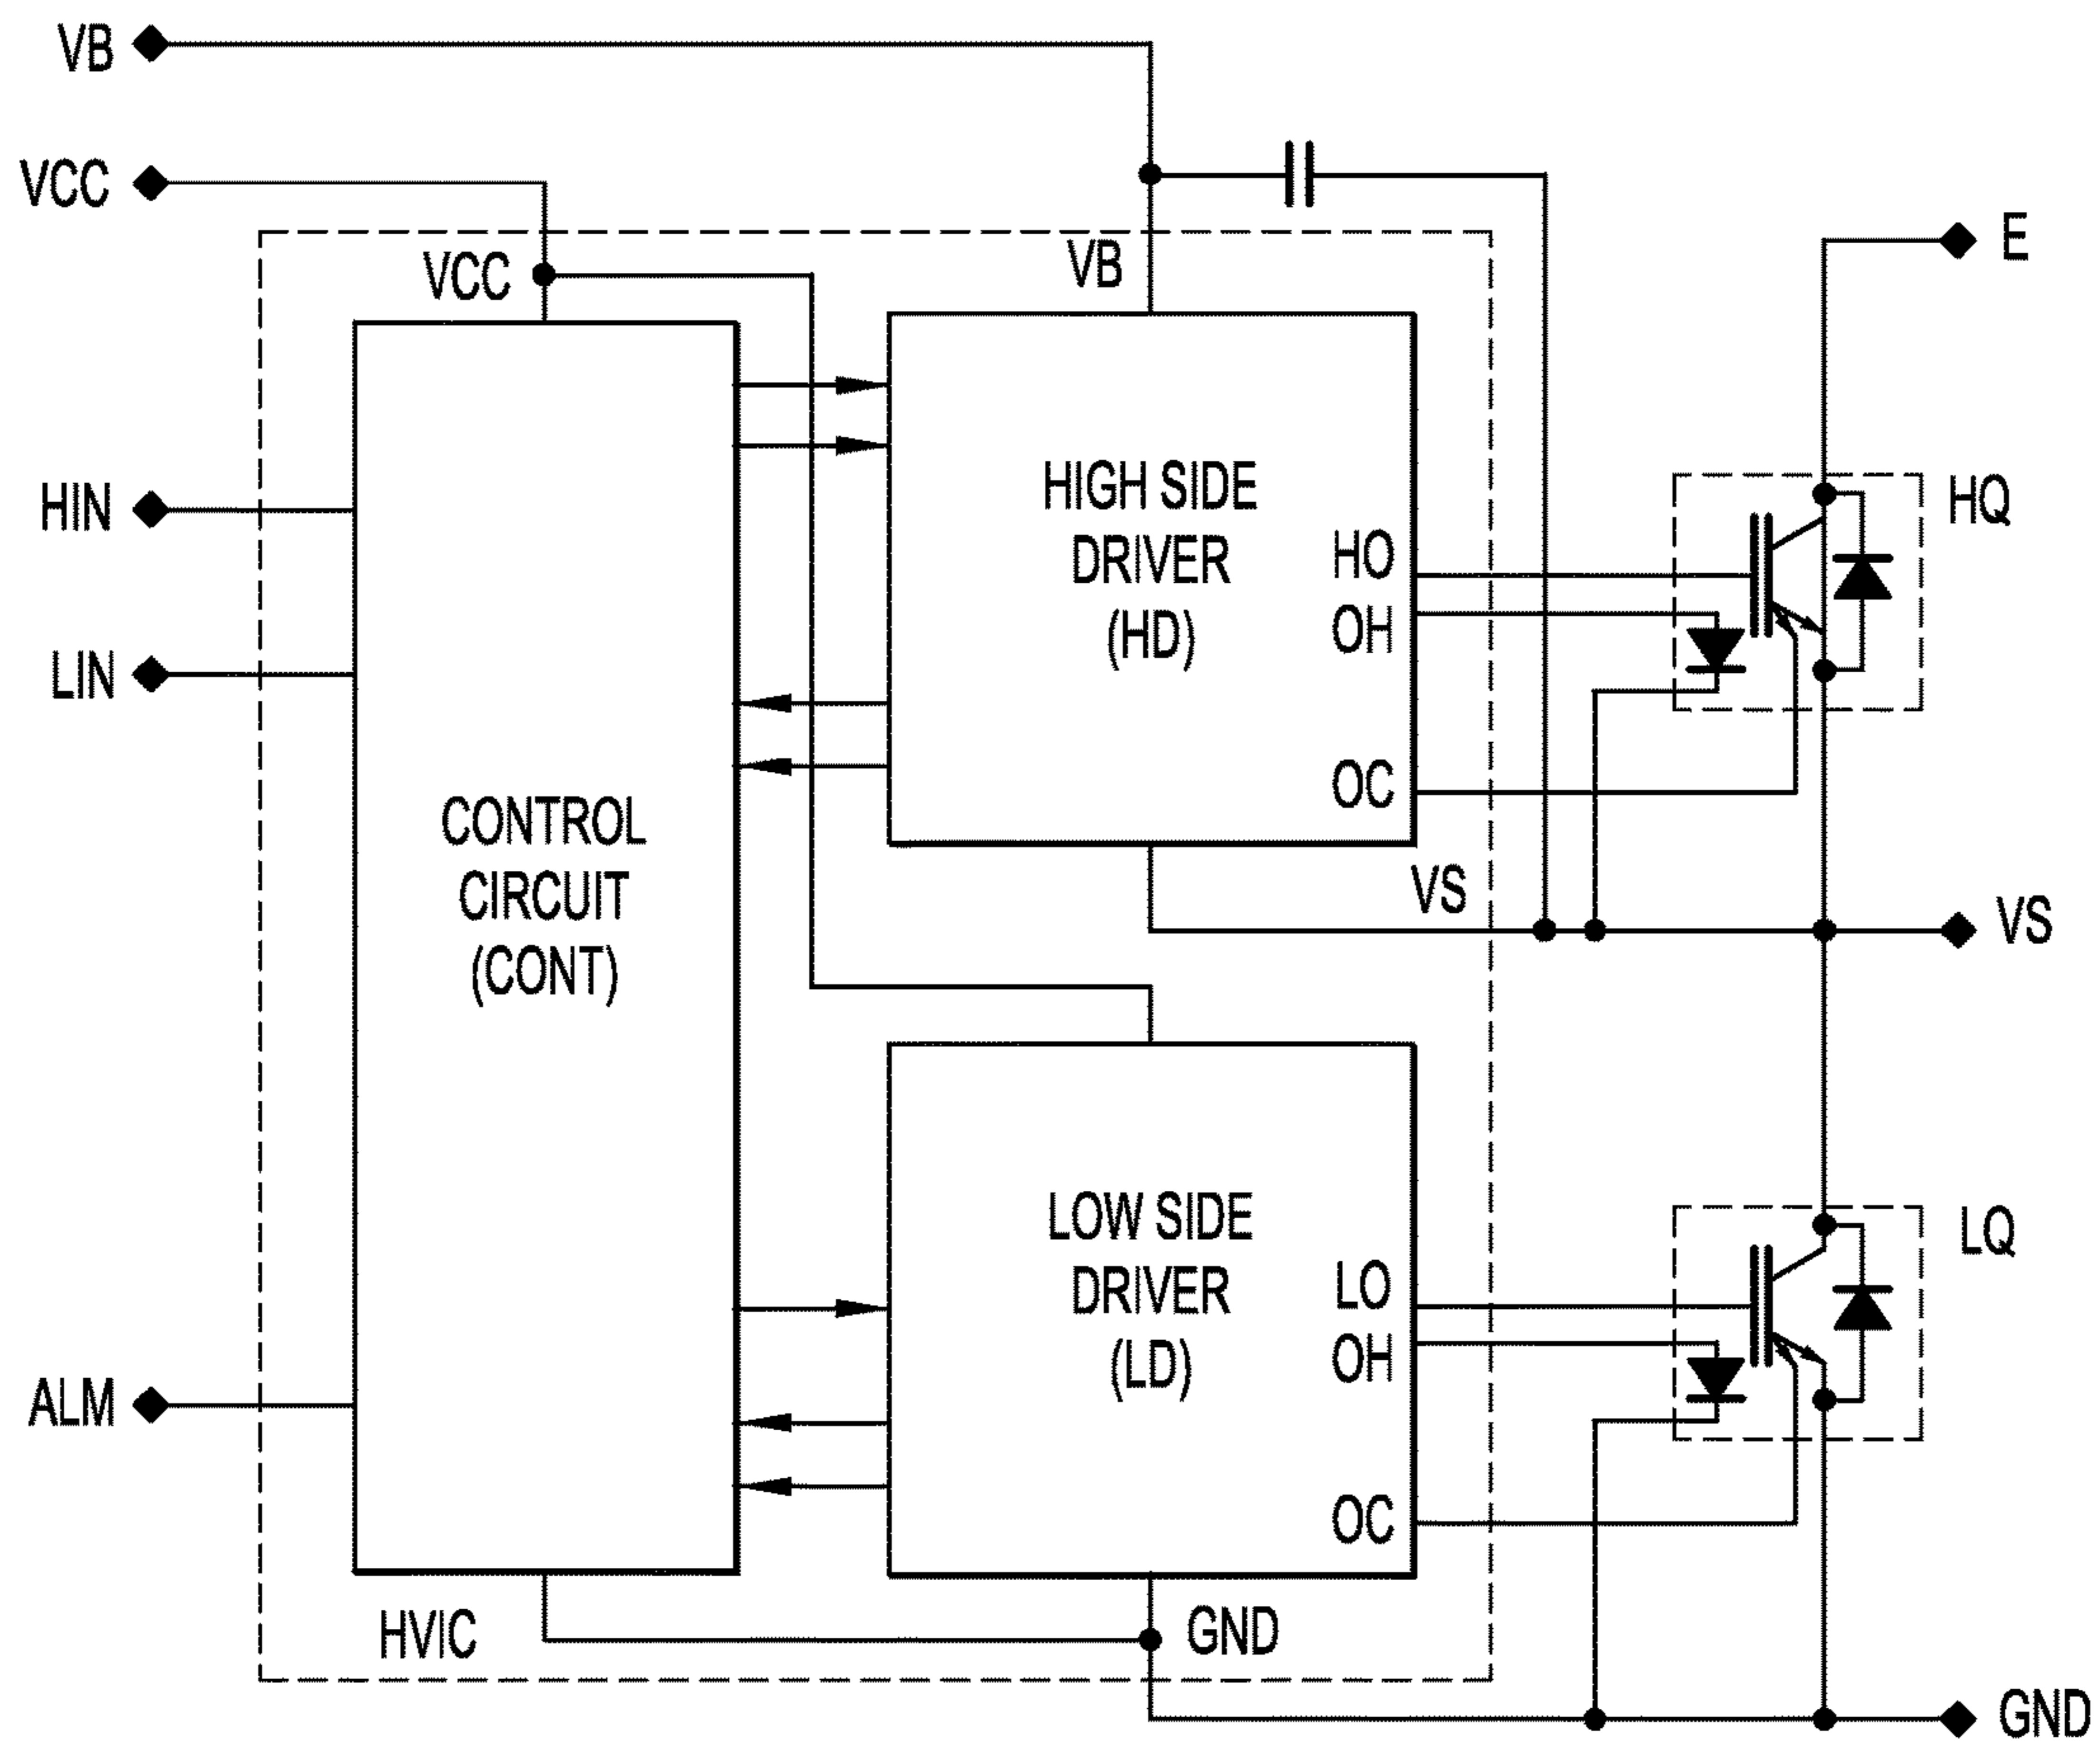 VB
VCC
E
VCC
VB
HIN
HIGH SIDE
DRIVER
(HD)
HO
OH
OC
HQ
LIN
CONTROL
CIRCUIT
(CONT)
VS
VS
LOW SIDE
DRIVER
(LD)
LO
OH
OC
LQ
ALM
HVIC
GND
GND